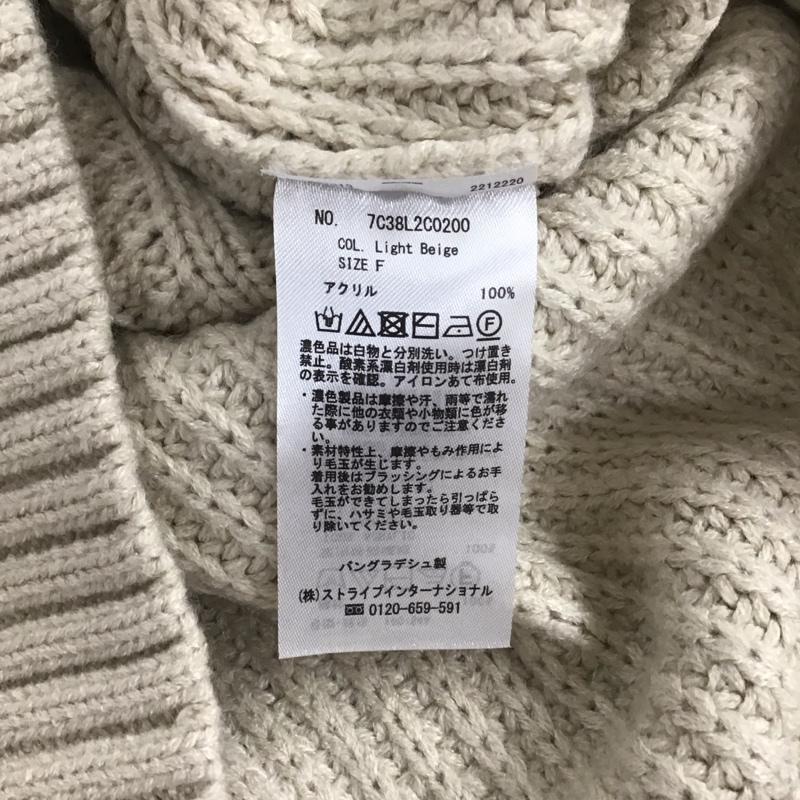 2212220
NO. 7C38L2C0200
COL. Light Beige
SIZE F
アクリル 100%
濃色品は白物と分別洗い。つけ置き
禁止。酸素系漂白剤使用時は漂白剤
の表示を確認。アイロンあて布使用。
・濃色製品は摩擦や汗、雨等で濡れ
た際に他の衣類や小物類に色が移
る事がありますのでご注意くださ
い。
・素材特性上、摩擦やもみ作用によ
り毛玉が生じます。
着用後はブラッシングによるお手
入れをお勧めします。
毛玉ができてしまったら引っぱら
ずに、ハサミや毛玉取り器等で取
り除いてください。
バングラデシュ製
(株)ストライプインターナショナル
0120-659-591